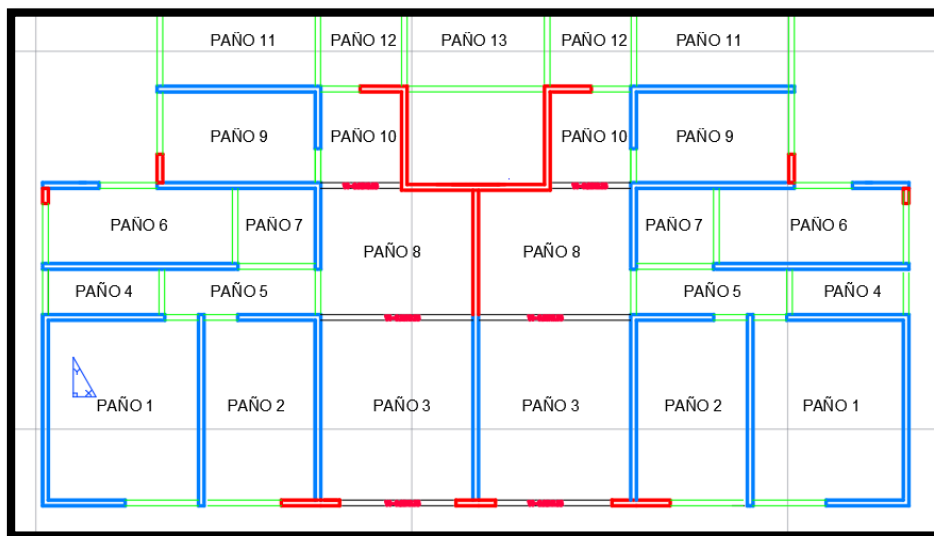 PAÑO 11 PAÑO 12 PAÑO 13 PAÑO 12 PAÑO 11
PAÑO 9 PAÑO 10 PAÑO 10 PAÑO 9
PAÑO 6 PAÑO 7 PAÑO 7 PAÑO 6
PAÑO 8 PAÑO 8
PAÑO 4 PAÑO 5 PAÑO 5 PAÑO 4
Y
X
PAÑO 1 PAÑO 2 PAÑO 3 PAÑO 3 PAÑO 2 PAÑO 1